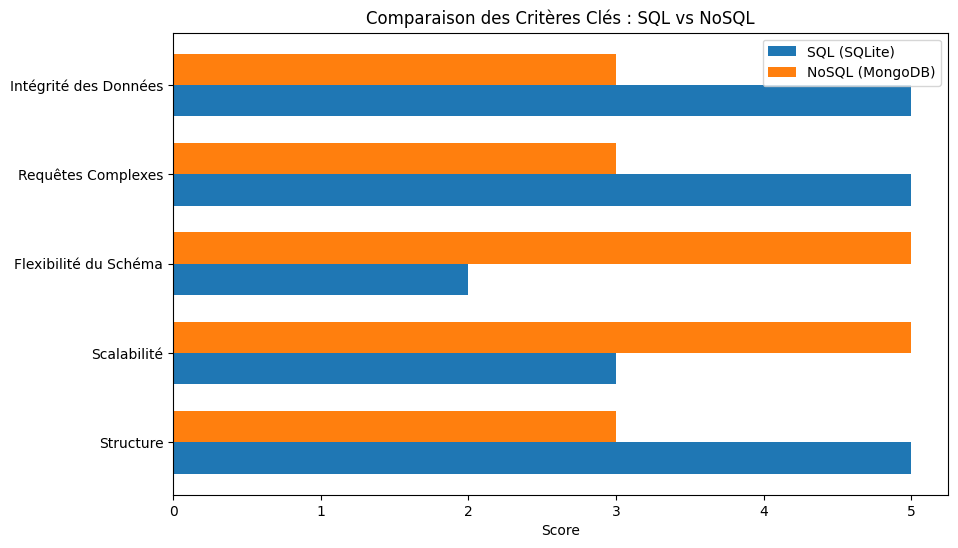 Comparaison des Critères Clés : SQL vs NoSQL
SQL (SQLite)
NoSQL (MongoDB)
Intégrité des Données
Requêtes Complexes
Flexibilité du Schéma
Scalabilité
Structure
0 1 2 3 4 5
Score